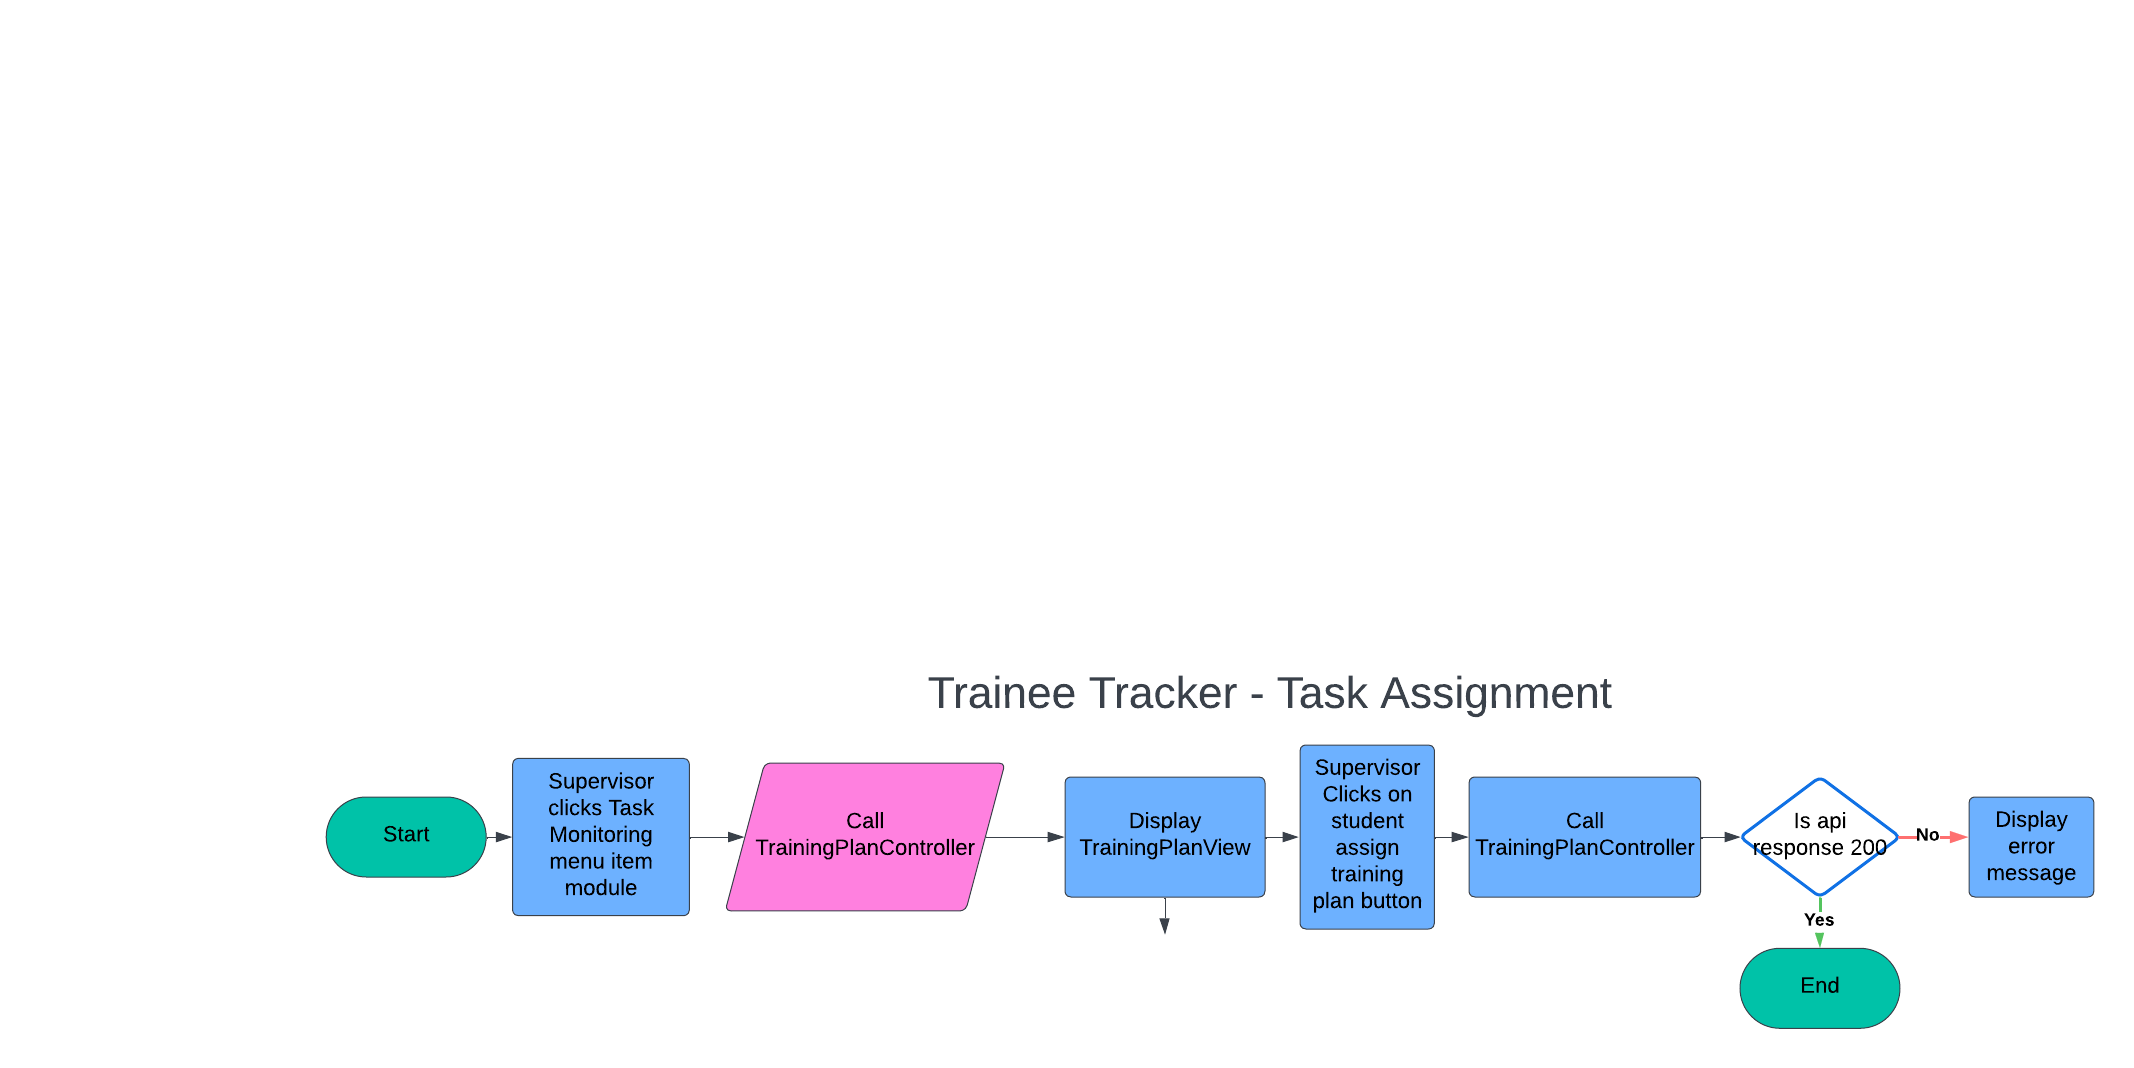 Trainee Tracker - Task Assignment
Start
Supervisor
clicks Task
Monitoring
menu item
module
Call
TrainingPlanController
Display
TrainingPlanView
Supervisor
Clicks on
student
assign
training
plan button
Call
TrainingPlanController
Is api
response 200
No
Display
error
message
Yes
End